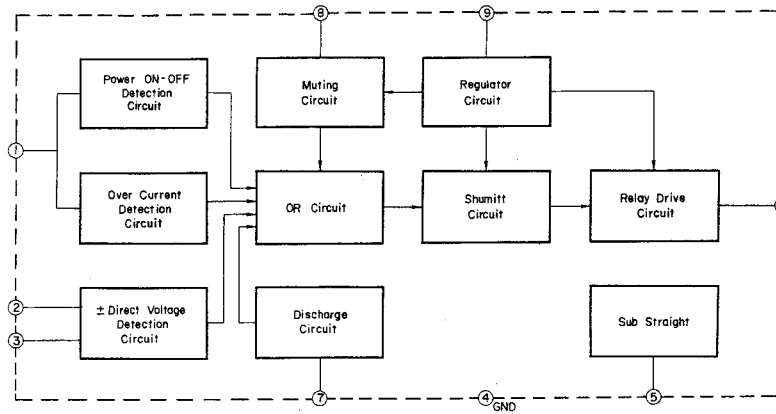 8
9
Power ON-OFF
Detection
Circuit
Muting
Circuit
Regulator
Circuit
1
Over Current
Detection
Circuit
OR Circuit
Shumitt
Circuit
Relay Drive
Circuit
2
3
± Direct Voltage
Detection
Circuit
Discharge
Circuit
Sub Straight
7
4
GND
5